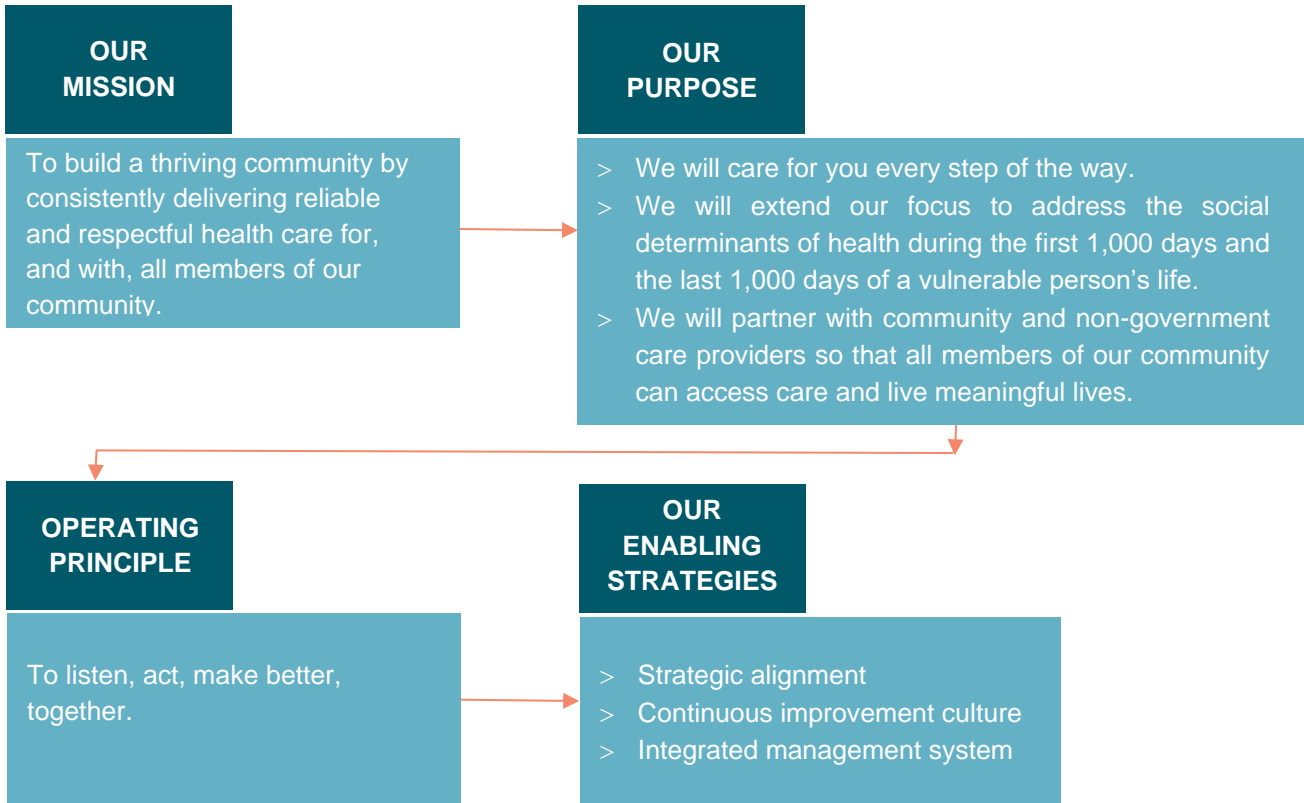 OUR
MISSION
To build a thriving community by
consistently delivering reliable
and respectful health care for,
and with, all members of our
community.
OUR
PURPOSE
> We will care for you every step of the way.
> We will extend our focus to address the social
determinants of health during the first 1,000 days and
the last 1,000 days of a vulnerable person’s life.
> We will partner with community and non-government
care providers so that all members of our community
can access care and live meaningful lives.
OPERATING
PRINCIPLE
To listen, act, make better,
together.
OUR
ENABLING
STRATEGIES
> Strategic alignment
> Continuous improvement culture
> Integrated management system